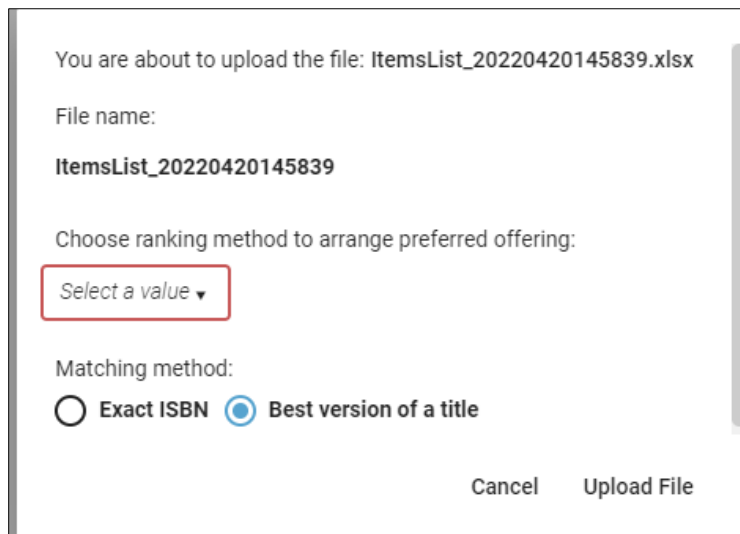 You are about to upload the file: ItemsList_20220420145839.xlsx
File name:
ItemsList_20220420145839
Choose ranking method to arrange preferred offering:
Select a value
Matching method:
Exact ISBN Best version of a title
Cancel Upload File